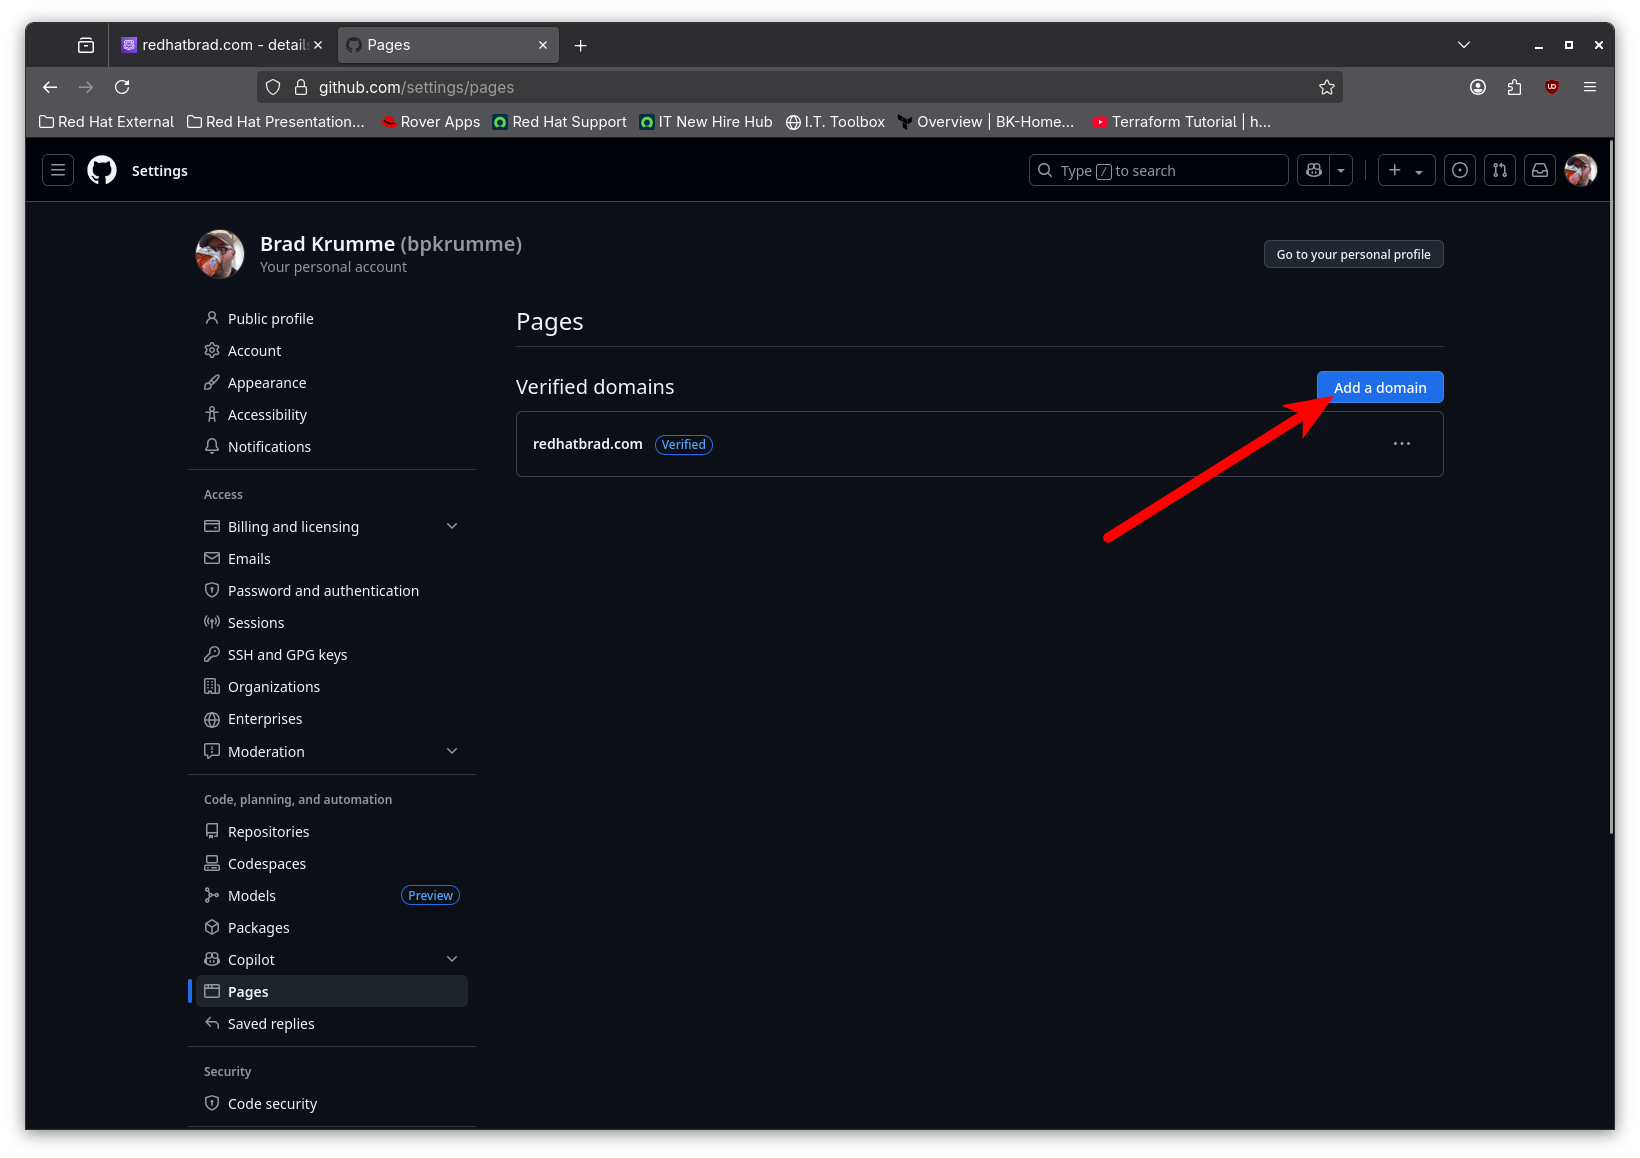 redhatbrad.com - detail
Pages
github.com/settings/pages
Red Hat External
Red Hat Presentation...
Rover Apps
Red Hat Support
IT New Hire Hub
I.T. Toolbox
Overview | BK-Home...
Terraform Tutorial | h...
Settings
Type / to search
Brad Krumme (bpkrumme)
Your personal account
Go to your personal profile
Public profile
Account
Appearance
Accessibility
Notifications
Access
Billing and licensing
Emails
Password and authentication
Sessions
SSH and GPG keys
Organizations
Enterprises
Moderation
Code, planning, and automation
Repositories
Codespaces
Models
Preview
Packages
Copilot
Pages
Saved replies
Security
Code security
Pages
Verified domains
Add a domain
redhatbrad.com
Verified